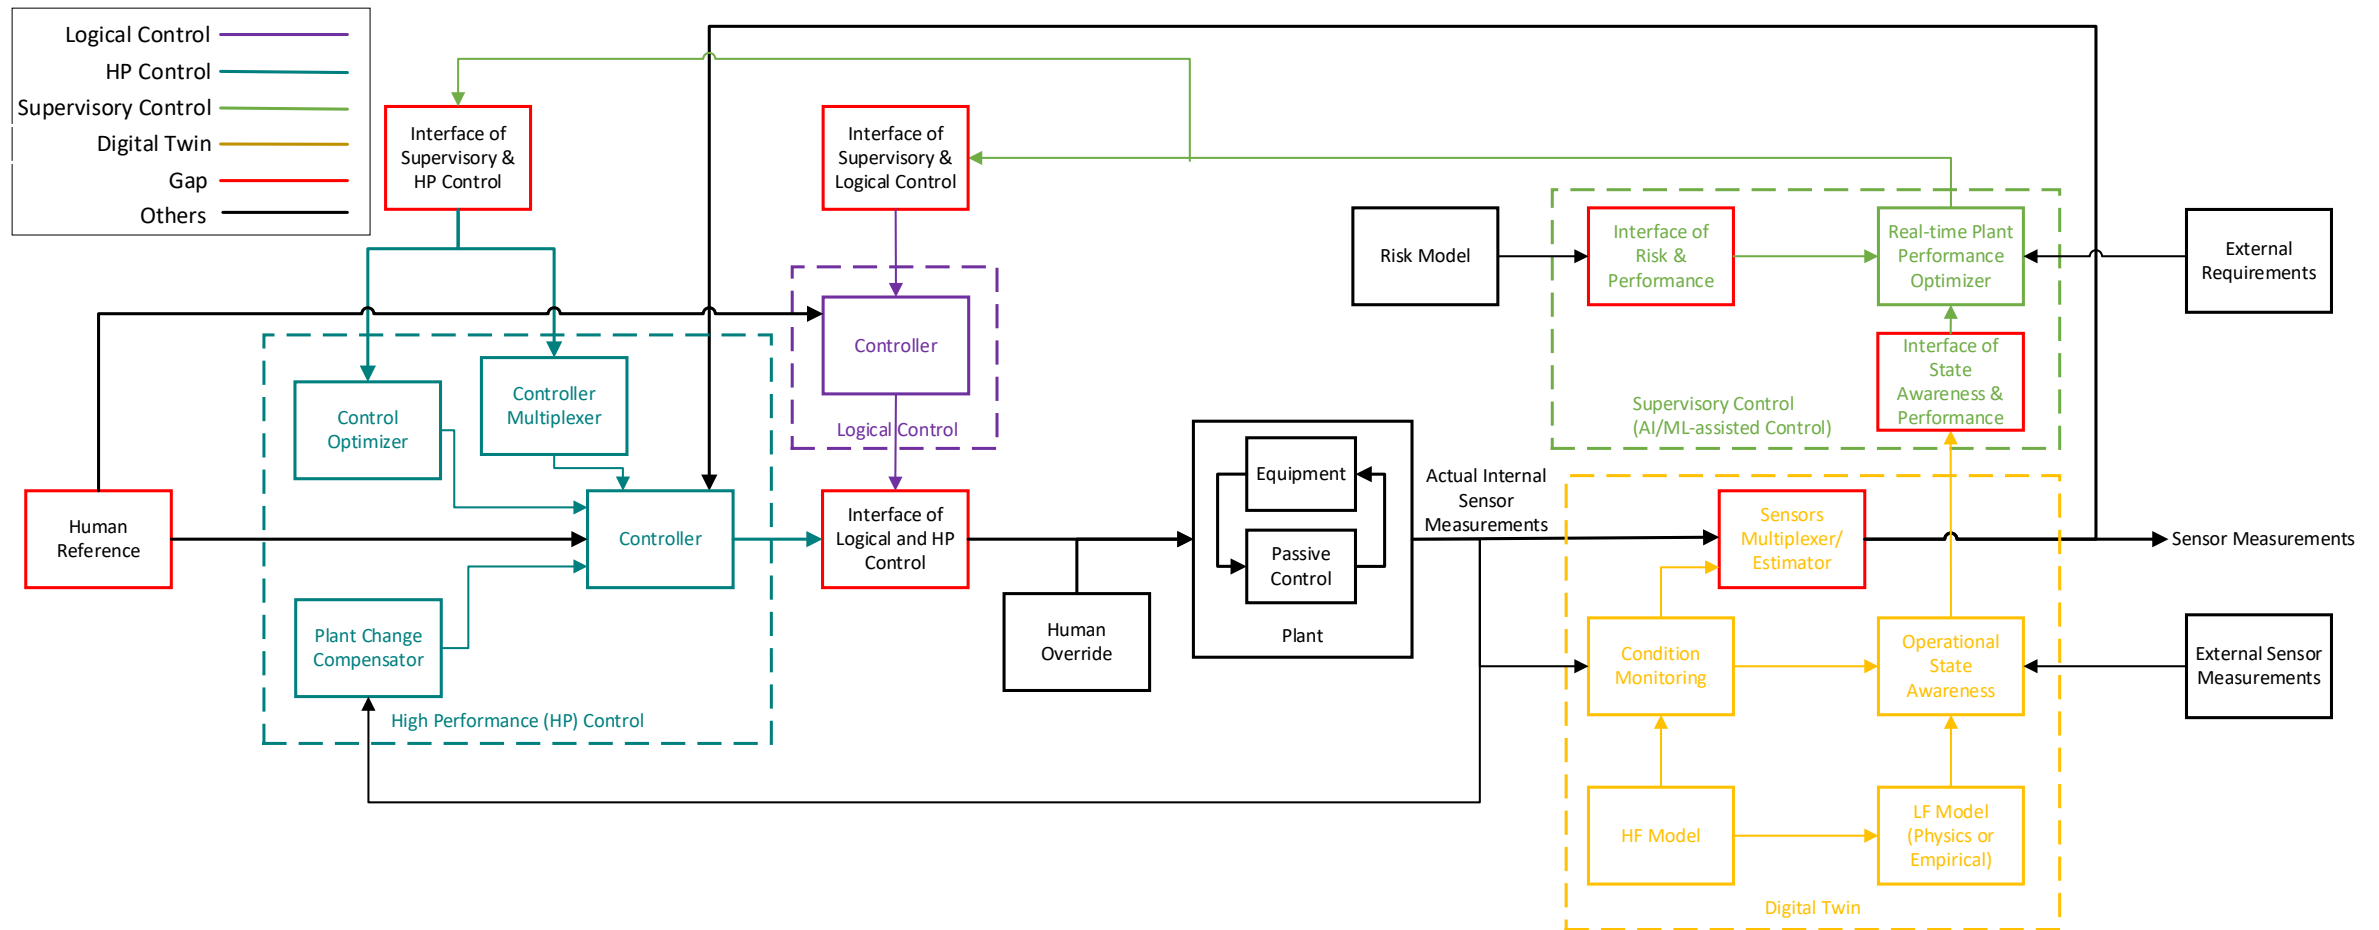 Logical Control
HP Control
Supervisory Control
Digital Twin
Gap
Others
Interface of
Supervisory &
HP Control
Interface of
Supervisory &
Logical Control
Risk Model
Interface of
Risk &
Performance
Real-time Plant
Performance
Optimizer
External
Requirements
Controller
Logical Control
Control
Optimizer
Controller
Multiplexer
Interface of
State
Awareness &
Performance
Supervisory Control
(AI/ML-assisted Control)
Human
Reference
Controller
Interface of
Logical and HP
Control
Equipment
Passive
Control
Plant
Actual Internal
Sensor
Measurements
Sensors
Multiplexer/
Estimator
Sensor Measurements
Plant Change
Compensator
High Performance (HP) Control
Human
Override
Condition
Monitoring
Operational
State
Awareness
External Sensor
Measurements
HF Model
LF Model
(Physics or
Empirical)
Digital Twin